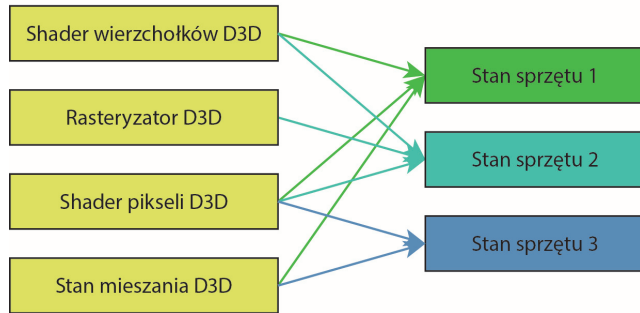 Shader wierzchołków D3D
Rasteryzator D3D
Shader pikseli D3D
Stan mieszania D3D
Stan sprzętu 1
Stan sprzętu 2
Stan sprzętu 3